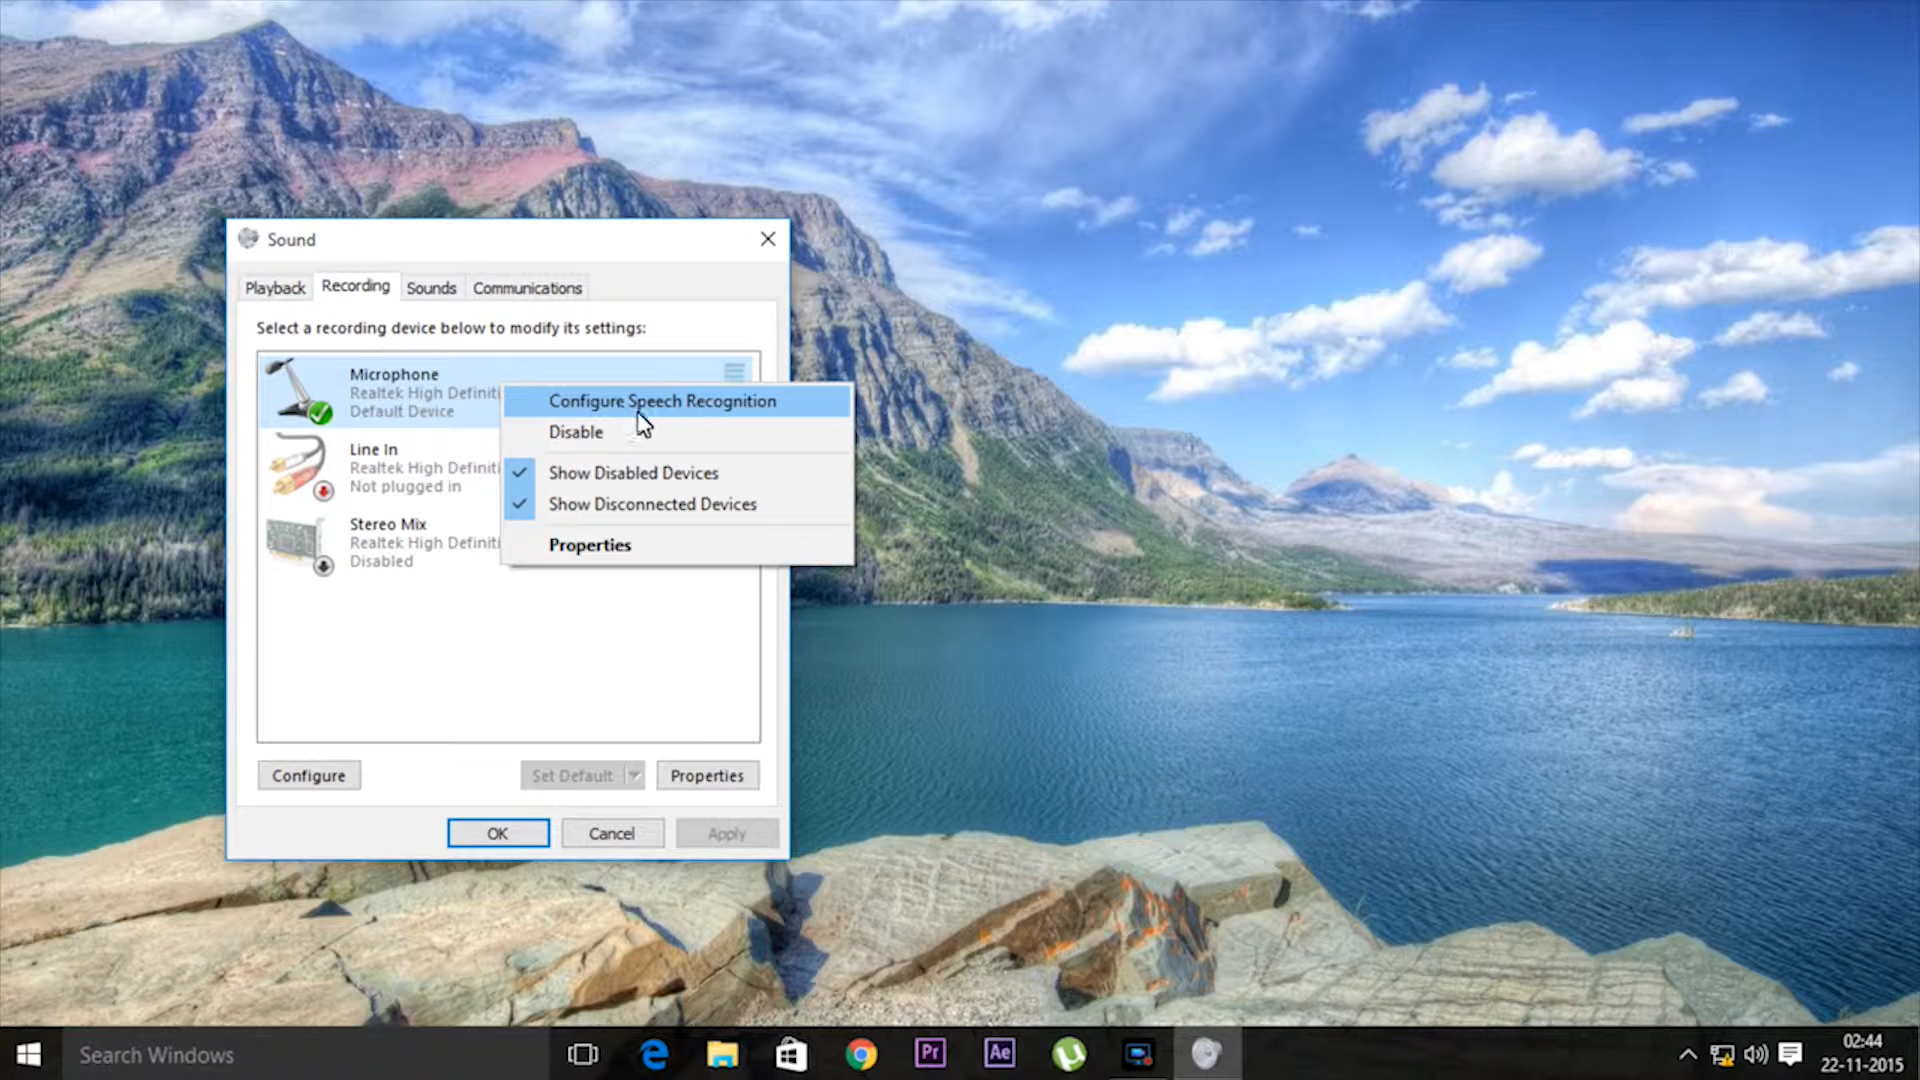 Sound
Playback
Recording
Sounds
Communications
Select a recording device below to modify its settings:
Microphone
Realtek High Definiti
Default Device
Line In
Realtek High Definiti
Not plugged in
Stereo Mix
Realtek High Definiti
Disabled
Configure Speech Recognition
Disable
Show Disabled Devices
Show Disconnected Devices
Properties
Configure
Set Default
Properties
OK
Cancel
Apply
Search Windows
Pr
Ae
02:44
22-11-2015